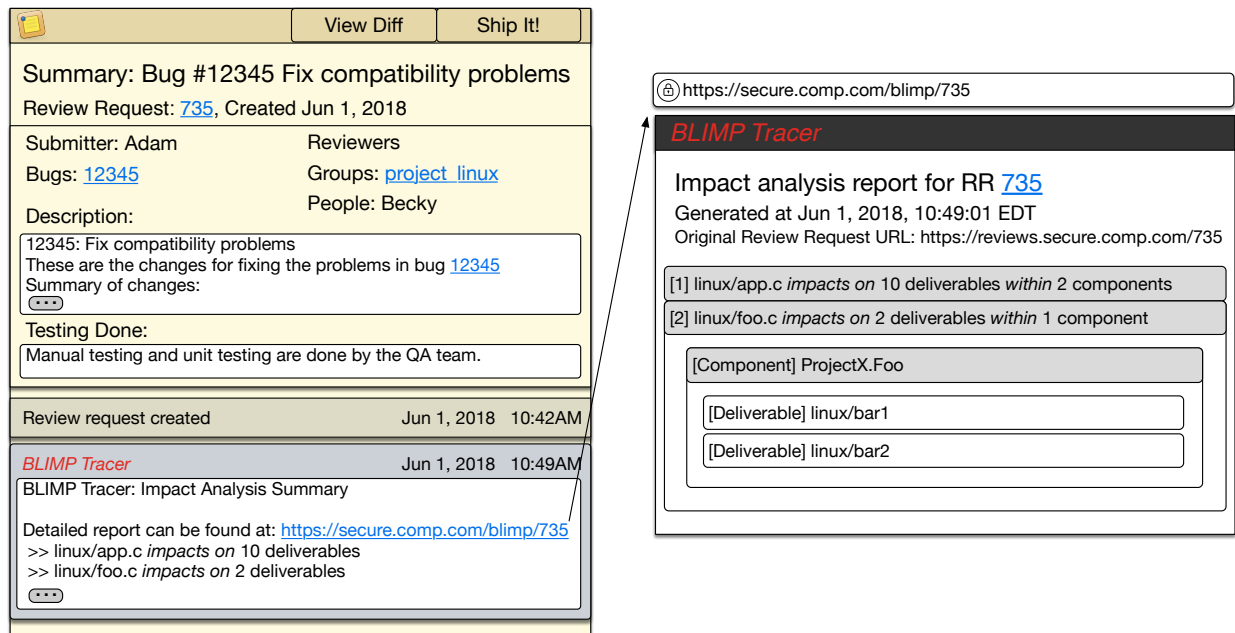 View Diff
Ship It!
Summary: Bug #12345 Fix compatibility problems
Review Request: 735, Created Jun 1, 2018
Submitter: Adam
Reviewers
Bugs: 12345
Groups: project_linux
People: Becky
Description:
12345: Fix compatibility problems
These are the changes for fixing the problems in bug 12345
Summary of changes:
Testing Done:
Manual testing and unit testing are done by the QA team.
Review request created Jun 1, 2018 10:42AM
BLIMP Tracer Jun 1, 2018 10:49AM
BLIMP Tracer: Impact Analysis Summary
Detailed report can be found at: https://secure.comp.com/blimp/735
>> linux/app.c impacts on 10 deliverables
>> linux/foo.c impacts on 2 deliverables
https://secure.comp.com/blimp/735
BLIMP Tracer
Impact analysis report for RR 735
Generated at Jun 1, 2018, 10:49:01 EDT
Original Review Request URL: https://reviews.secure.comp.com/735
[1] linux/app.c impacts on 10 deliverables within 2 components
[2] linux/foo.c impacts on 2 deliverables within 1 component
[Component] ProjectX.Foo
[Deliverable] linux/bar1
[Deliverable] linux/bar2